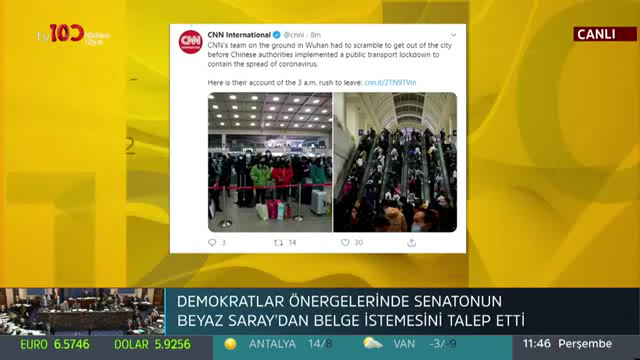 tv100
CNN International @cnni · 8m
CNN's team on the ground in Wuhan had to scramble to get out of the city
before Chinese authorities implemented a public transport lockdown to
contain the spread of coronavirus.
Here is their account of the 3 a.m. rush to leave: cnn.it/2TN9TVm
CNN
CANLI
3 14 30
DEMOKRATLAR ÖNERGELERİNDE SENATONUN
BEYAZ SARAY'DAN BELGE İSTEMESİNİ TALEP ETTİ
EURO 6.5746 DOLAR 5.9256 ANTALYA 14/8 VAN -3/-9 11:46 Perşembe